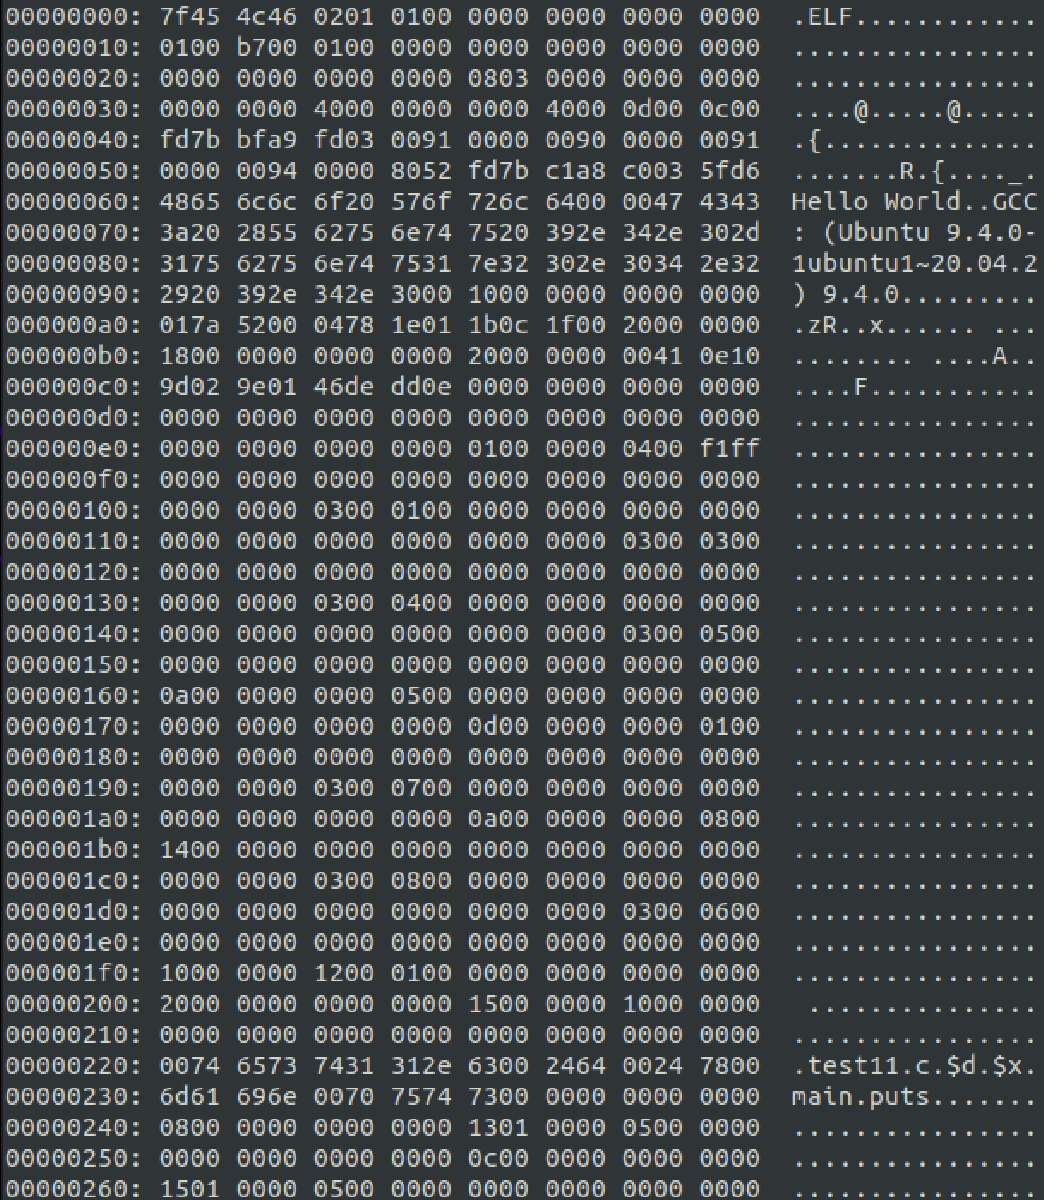 00000000: 7f45 4c46 0201 0100 0000 0000 0000 0000  .ELF............
00000010: 0100 b700 0100 0000 0000 0000 0000 0000  ................
00000020: 0000 0000 0000 0000 0803 0000 0000 0000  ................
00000030: 0000 0000 4000 0000 0000 4000 0d00 0c00  ....@.....@.....
00000040: fd7b bfa9 fd03 0091 0000 0090 0000 0091  .{..............
00000050: 0000 0094 0000 8052 fd7b c1a8 c003 5fd6  .......R.{...._.
00000060: 4865 6c6c 6f20 576f 726c 6400 0047 4343  Hello World..GCC
00000070: 3a20 2855 6275 6e74 7520 392e 342e 302d  : (Ubuntu 9.4.0-
00000080: 3175 6275 6e74 7531 7e32 302e 3034 2e32  1ubuntu1~20.04.2
00000090: 2920 392e 342e 3000 1000 0000 0000 0000  ) 9.4.0.........
000000a0: 017a 5200 0478 1e01 1b0c 1f00 2000 0000  .zR..x...... ...
000000b0: 1800 0000 0000 0000 2000 0000 0041 0e10  ........ ....A..
000000c0: 9d02 9e01 46de dd0e 0000 0000 0000 0000  ....F...........
000000d0: 0000 0000 0000 0000 0000 0000 0000 0000  ................
000000e0: 0000 0000 0000 0000 0100 0000 0400 f1ff  ................
000000f0: 0000 0000 0000 0000 0000 0000 0000 0000  ................
00000100: 0000 0000 0300 0100 0000 0000 0000 0000  ................
00000110: 0000 0000 0000 0000 0000 0000 0300 0300  ................
00000120: 0000 0000 0000 0000 0000 0000 0000 0000  ................
00000130: 0000 0000 0300 0400 0000 0000 0000 0000  ................
00000140: 0000 0000 0000 0000 0000 0000 0300 0500  ................
00000150: 0000 0000 0000 0000 0000 0000 0000 0000  ................
00000160: 0a00 0000 0000 0500 0000 0000 0000 0000  ................
00000170: 0000 0000 0000 0000 0d00 0000 0000 0100  ................
00000180: 0000 0000 0000 0000 0000 0000 0000 0000  ................
00000190: 0000 0000 0300 0700 0000 0000 0000 0000  ................
000001a0: 0000 0000 0000 0000 0a00 0000 0000 0800  ................
000001b0: 1400 0000 0000 0000 0000 0000 0000 0000  ................
000001c0: 0000 0000 0300 0800 0000 0000 0000 0000  ................
000001d0: 0000 0000 0000 0000 0000 0000 0300 0600  ................
000001e0: 0000 0000 0000 0000 0000 0000 0000 0000  ................
000001f0: 1000 0000 1200 0100 0000 0000 0000 0000  ................
00000200: 2000 0000 0000 0000 1500 0000 1000 0000   ...............
00000210: 0000 0000 0000 0000 0000 0000 0000 0000  ................
00000220: 0074 6573 7431 312e 6300 2464 0024 7800  .test11.c.$d.$x.
00000230: 6d61 696e 0070 7574 7300 0000 0000 0000  main.puts.......
00000240: 0800 0000 0000 0000 1301 0000 0500 0000  ................
00000250: 0000 0000 0000 0000 0c00 0000 0000 0000  ................
00000260: 1501 0000 0500 0000 0000 0000 0000 0000  ................